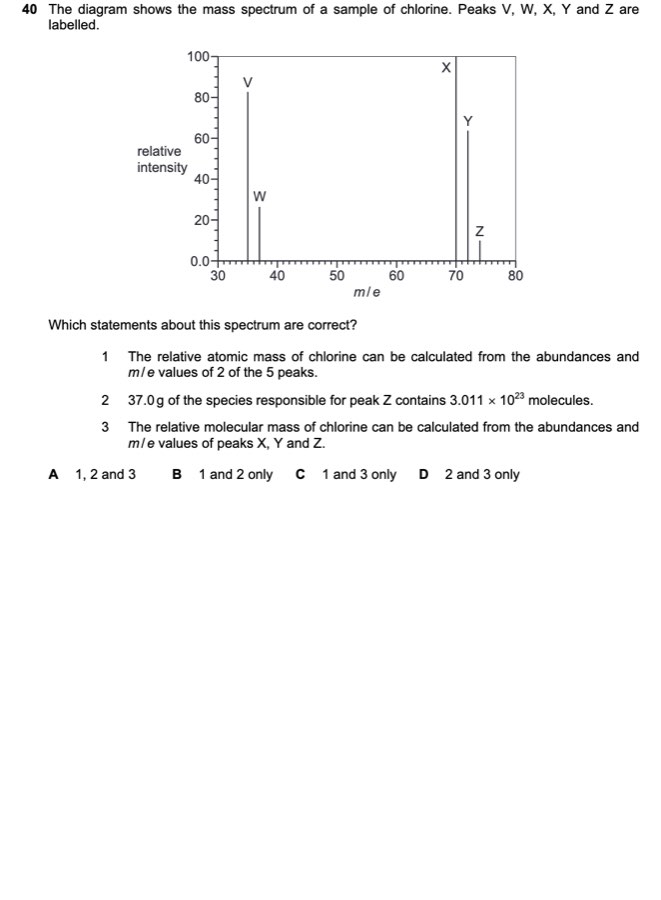 40 The diagram shows the mass spectrum of a sample of chlorine. Peaks V, W, X, Y and Z are
labelled.
100
X
V
80
Y
60
relative
intensity
40
W
20
Z
0.0
30 40 50 60 70 80
m/e
Which statements about this spectrum are correct?
1 The relative atomic mass of chlorine can be calculated from the abundances and
m/e values of 2 of the 5 peaks.
2 37.0 g of the species responsible for peak Z contains 3.011 × 10²³ molecules.
3 The relative molecular mass of chlorine can be calculated from the abundances and
m/e values of peaks X, Y and Z.
A 1, 2 and 3 B 1 and 2 only C 1 and 3 only D 2 and 3 only